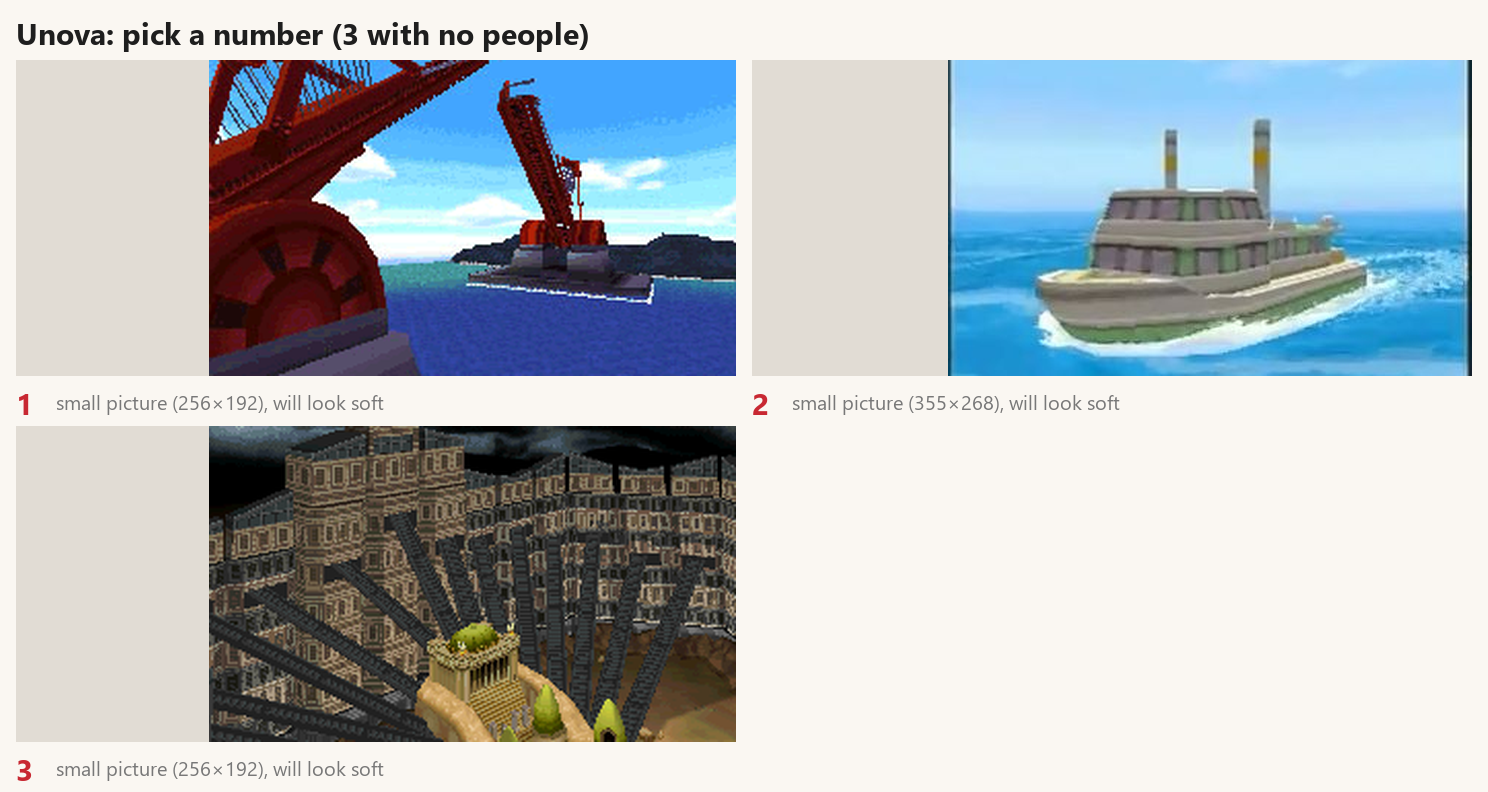 Unova: pick a number (3 with no people)
1 small picture (256×192), will look soft
2 small picture (355×268), will look soft
3 small picture (256×192), will look soft